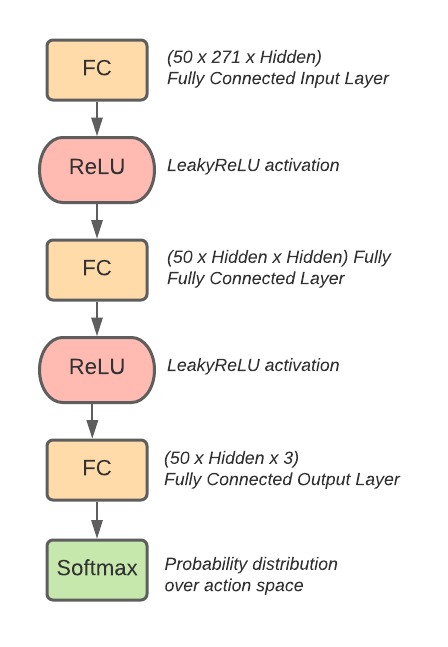 FC
(50 x 271 x Hidden)
Fully Connected Input Layer
ReLU
LeakyReLU activation
FC
(50 x Hidden x Hidden) Fully
Fully Connected Layer
ReLU
LeakyReLU activation
FC
(50 x Hidden x 3)
Fully Connected Output Layer
Softmax
Probability distribution
over action space